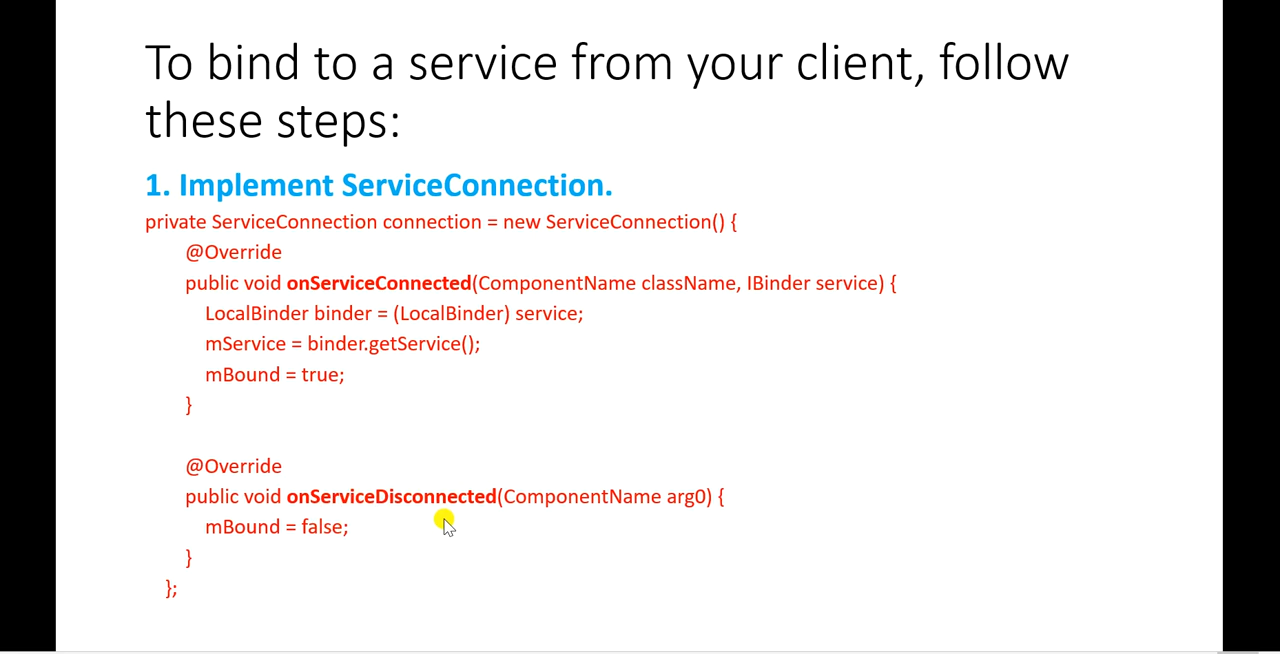 To bind to a service from your client, follow
these steps:
1. Implement ServiceConnection.
private ServiceConnection connection = new ServiceConnection() {
@Override
public void onServiceConnected(ComponentName className, IBinder service) {
LocalBinder binder = (LocalBinder) service;
mService = binder.getService();
mBound = true;
}
@Override
public void onServiceDisconnected(ComponentName arg0) {
mBound = false;
}
};